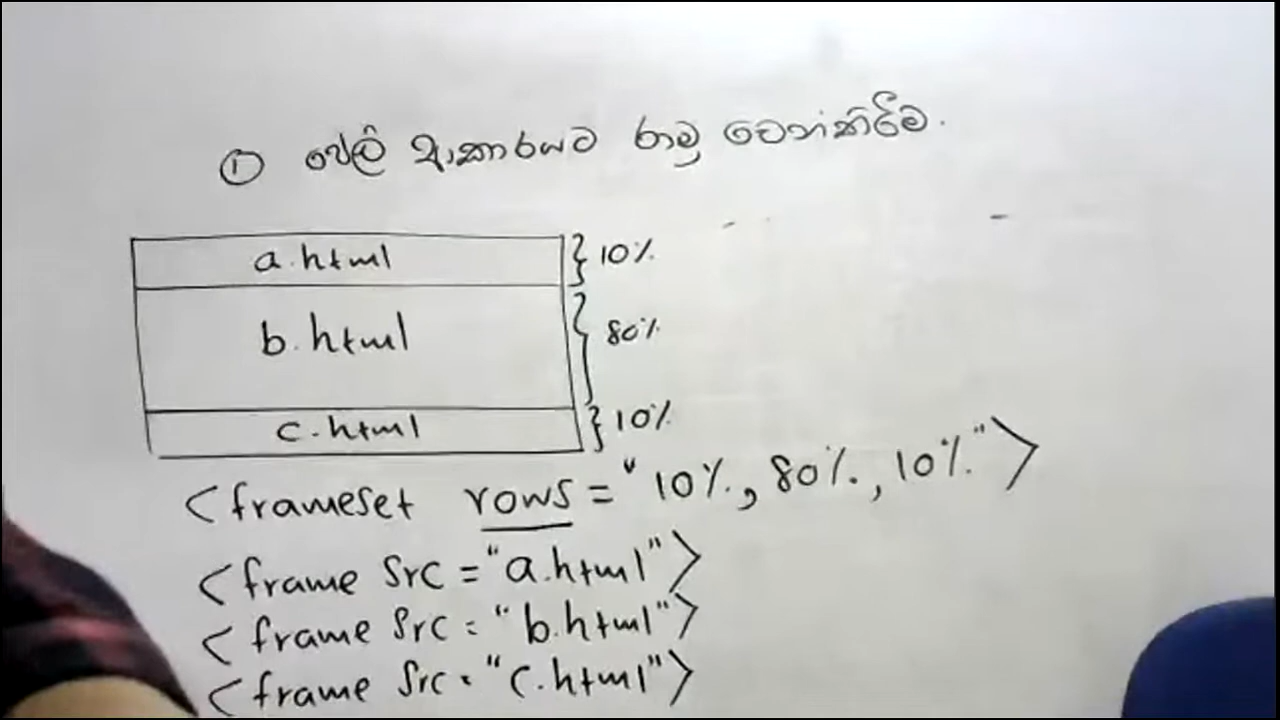 ① පේලි ආකාරයට රාමු වෙන්කිරීම.
a.html } 10%
b.html } 80%
c.html } 10%
<frameset rows = "10%, 80%, 10%">
<frame src = "a.html">
<frame src = "b.html">
<frame src = "c.html">